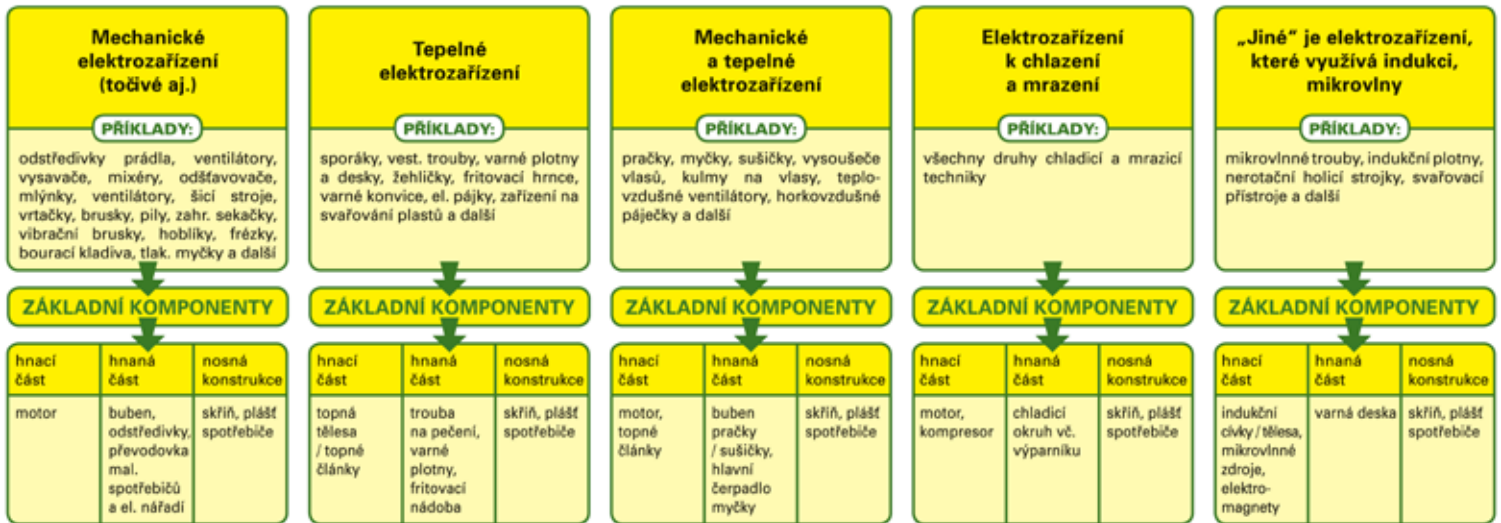 Mechanické
elektrozařízení
(točivé aj.)
PŘÍKLADY:
odstředivky prádla, ventilátory,
vysavače, mixéry, odšťavovače,
mlýnky, ventilátory, šicí stroje,
vrtačky, brusky, pily, zahr. sekačky,
vibrační brusky, hoblíky, frézky,
bourací kladiva, tlak. myčky a další
ZÁKLADNÍ KOMPONENTY
hnací
část
hnaná
část
nosná
konstrukce
motor
buben,
odstředivky,
převodovka
mal.
spotřebičů
a el. nářadí
skříň, plášť
spotřebiče
Tepelné
elektrozařízení
PŘÍKLADY:
sporáky, vest. trouby, varné plotny
a desky, žehličky, fritovací hrnce,
varné konvice, el. pájky, zařízení na
svařování plastů a další
ZÁKLADNÍ KOMPONENTY
hnací
část
hnaná
část
nosná
konstrukce
topná
tělesa
/ topné
články
trouba
na pečení,
varné
plotny,
fritovací
nádoba
skříň, plášť
spotřebiče
Mechanické
a tepelné
elektrozařízení
PŘÍKLADY:
pračky, myčky, sušičky, vysoušeče
vlasů, kulmy na vlasy, teplo-
vzdušné ventilátory, horkovzdušné
páječky a další
ZÁKLADNÍ KOMPONENTY
hnací
část
hnaná
část
nosná
konstrukce
motor,
topné
články
buben
pračky
/ sušičky,
hlavní
čerpadlo
myčky
skříň, plášť
spotřebiče
Elektrozařízení
k chlazení
a mrazení
PŘÍKLADY:
všechny druhy chladicí a mrazicí
techniky
ZÁKLADNÍ KOMPONENTY
hnací
část
hnaná
část
nosná
konstrukce
motor,
kompresor
chladicí
okruh vč.
výparníku
skříň, plášť
spotřebiče
„Jiné“ je elektrozařízení,
které využívá indukci,
mikrovlny
PŘÍKLADY:
mikrovlnné trouby, indukční plotny,
nerotační holicí strojky, svařovací
přístroje a další
ZÁKLADNÍ KOMPONENTY
hnací
část
hnaná
část
nosná
konstrukce
indukční
cívky / tělesa,
mikrovlnné
zdroje,
elektro-
magnety
varná deska
skříň, plášť
spotřebiče